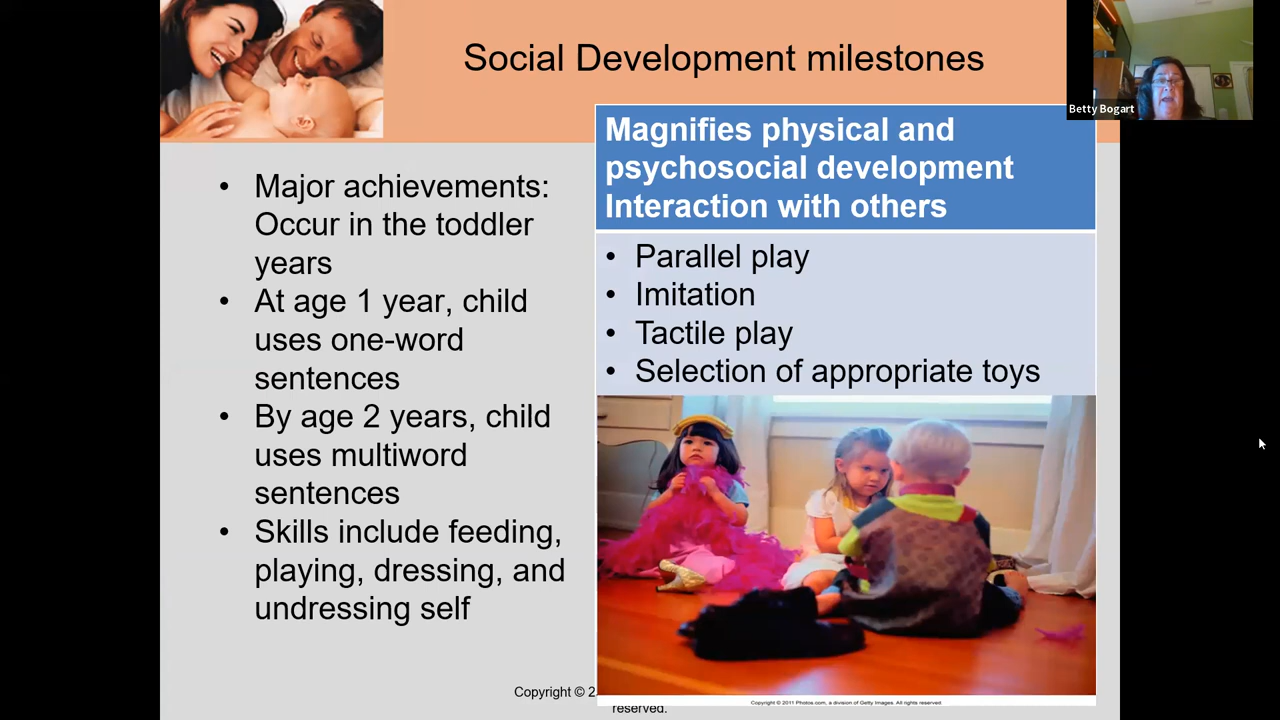 Social Development milestones
Betty Bogart
• Major achievements:
Occur in the toddler
years
• At age 1 year, child
uses one-word
sentences
• By age 2 years, child
uses multiword
sentences
• Skills include feeding,
playing, dressing, and
undressing self
Magnifies physical and
psychosocial development
Interaction with others
• Parallel play
• Imitation
• Tactile play
• Selection of appropriate toys
Copyright © 2
reserved.
Copyright © 2011 Photos.com, a division of Getty Images. All rights reserved